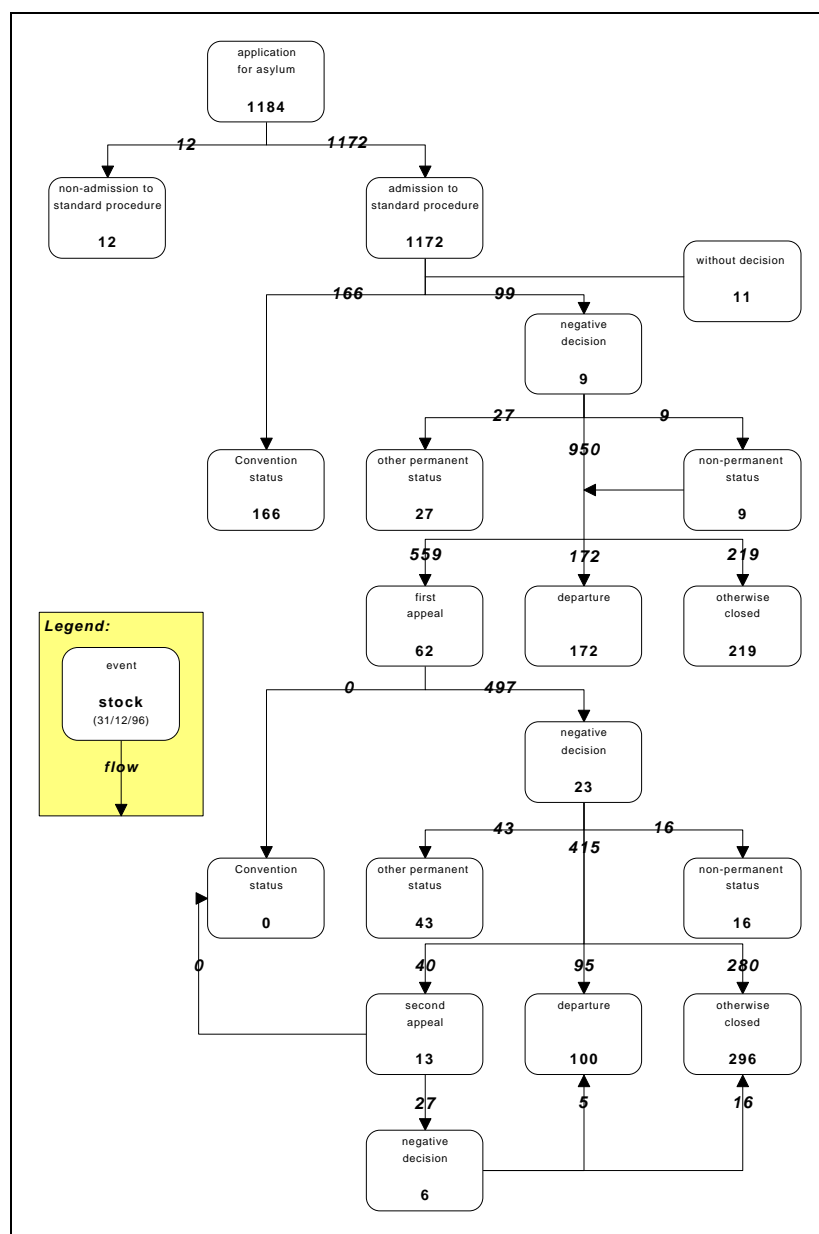 application
for asylum
1184
12
1172
non-admission to
standard procedure
12
admission to
standard procedure
1172
without decision
11
166
99
negative
decision
9
27
9
950
Convention
status
166
other permanent
status
27
non-permanent
status
9
559
172
219
first
appeal
62
departure
172
otherwise
closed
219
Legend:
event
stock
(31/12/96)
flow
0
497
negative
decision
23
43
16
415
Convention
status
0
other permanent
status
43
non-permanent
status
16
0
40
95
280
second
appeal
13
departure
100
otherwise
closed
296
27
5
16
negative
decision
6